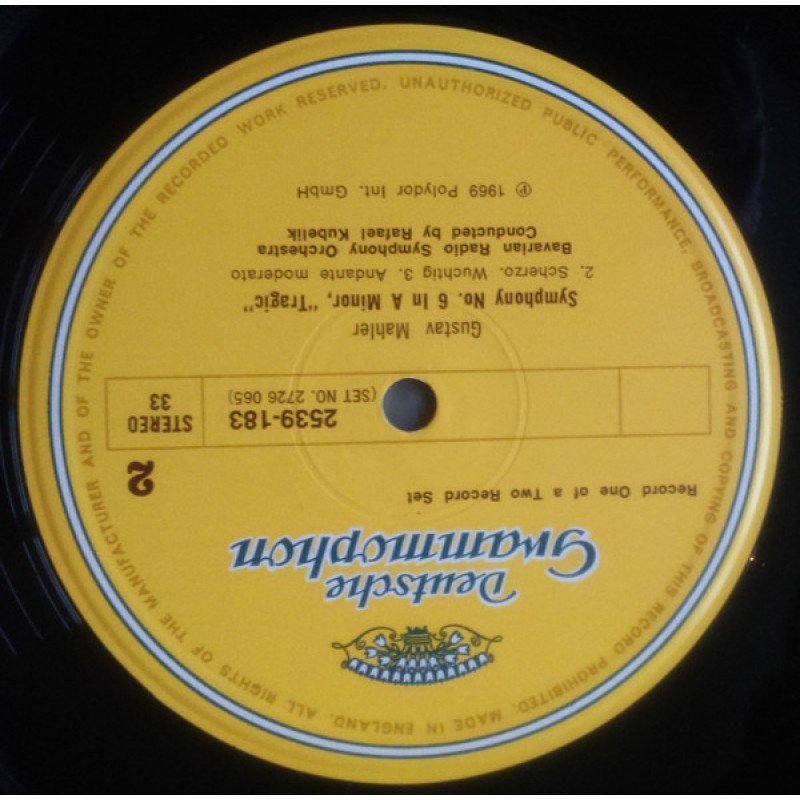 Deutsche
Grammophon
Record One of a Two Record Set
2
STEREO
33
2539-183
(SET NO. 2726 065)
Gustav Mahler
Symphony No. 6 In A Minor, "Tragic"
2. Scherzo. Wuchtig 3. Andante moderato
Bavarian Radio Symphony Orchestra
Conducted by Rafael Kubelik
℗ 1969 Polydor Int. GmbH
MADE IN ENGLAND. ALL RIGHTS OF THE MANUFACTURER AND OF THE OWNER OF THE RECORDED WORK RESERVED. UNAUTHORIZED PUBLIC PERFORMANCE, BROADCASTING AND COPYING OF THIS RECORD PROHIBITED.